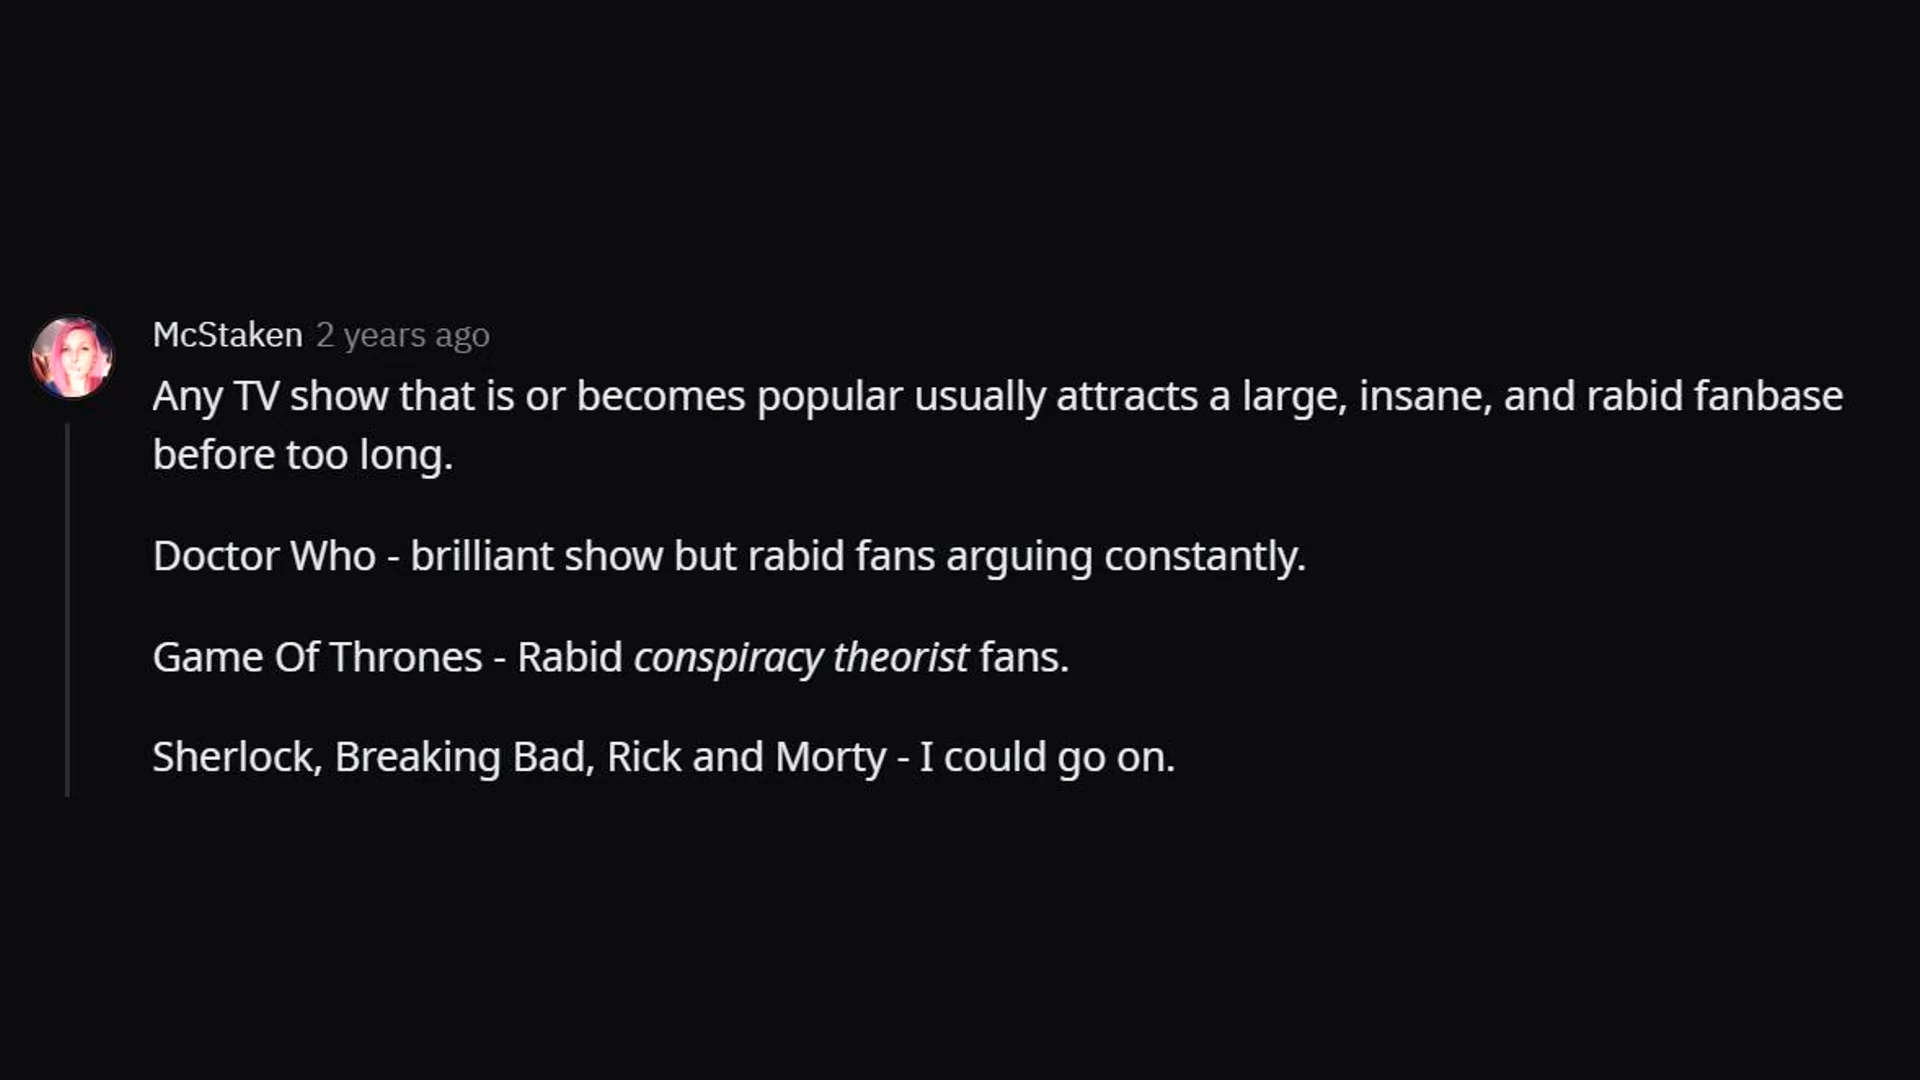 McStaken 2 years ago
Any TV show that is or becomes popular usually attracts a large, insane, and rabid fanbase
before too long.
Doctor Who - brilliant show but rabid fans arguing constantly.
Game Of Thrones - Rabid conspiracy theorist fans.
Sherlock, Breaking Bad, Rick and Morty - I could go on.